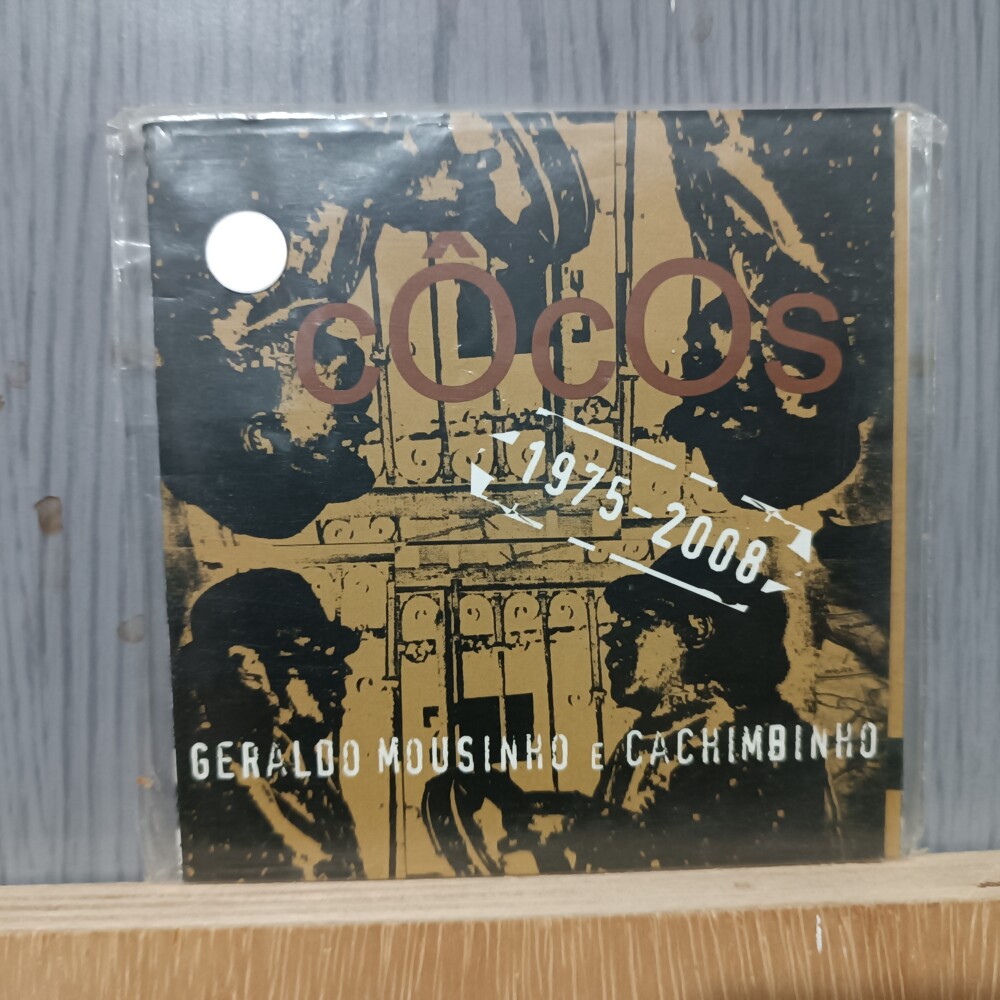 CÔCOS
1975-2008
GERALDO MOUSINHO E CACHIMBINHO